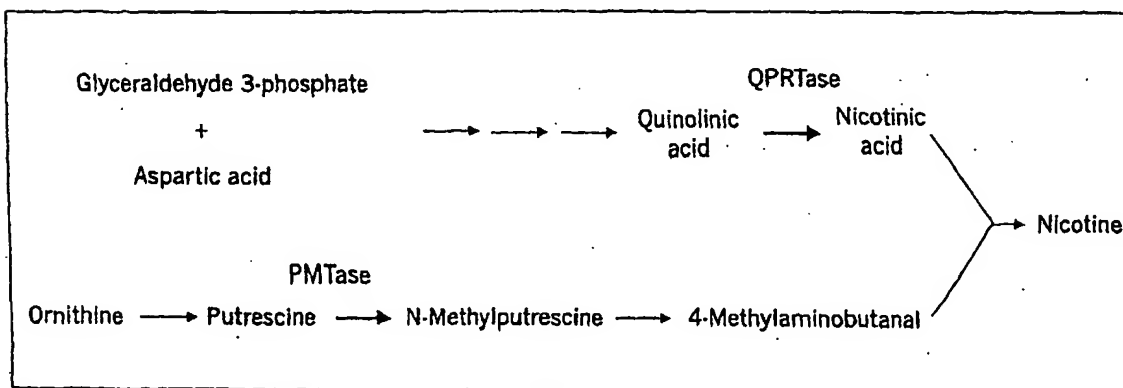 Glyceraldehyde 3-phosphate
+
Aspartic acid
QPRTase
Quinolinic
acid
Nicotinic
acid
Nicotine
PMTase
Ornithine
Putrescine
N-Methylputrescine
4-Methylaminobutanal